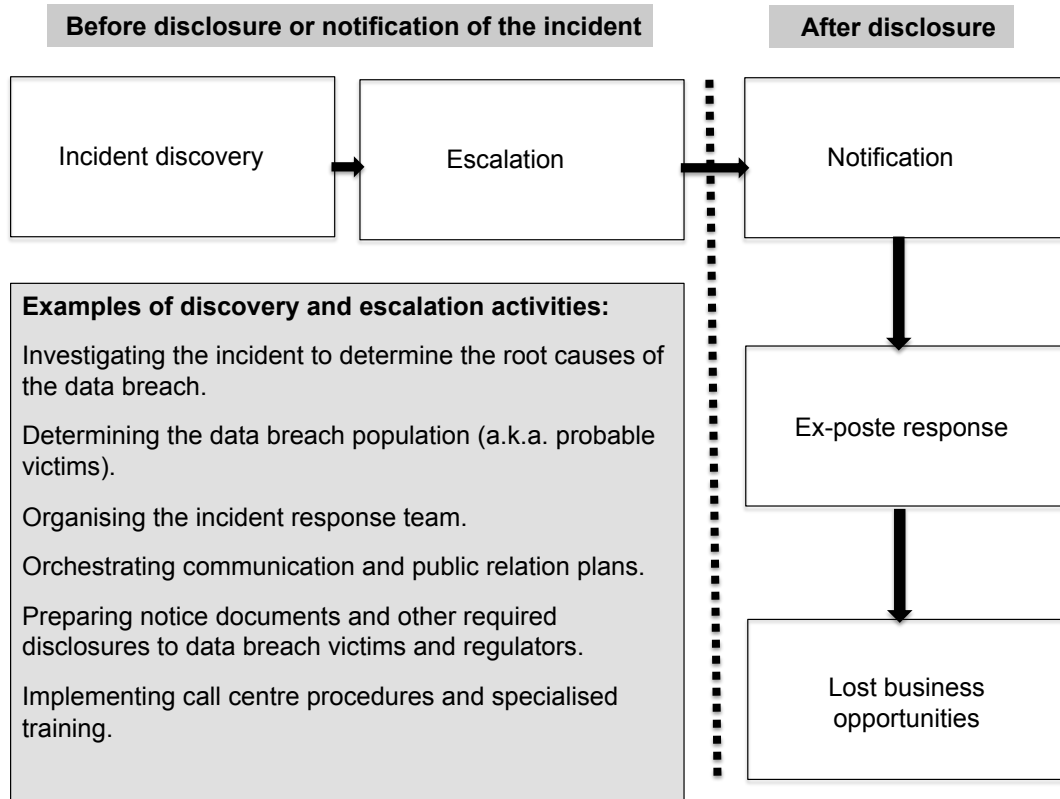 Before disclosure or notification of the incident
After disclosure
Incident discovery
Escalation
Notification
Examples of discovery and escalation activities:
Investigating the incident to determine the root causes of
the data breach.
Determining the data breach population (a.k.a. probable
victims).
Organising the incident response team.
Orchestrating communication and public relation plans.
Preparing notice documents and other required
disclosures to data breach victims and regulators.
Implementing call centre procedures and specialised
training.
Ex-poste response
Lost business
opportunities